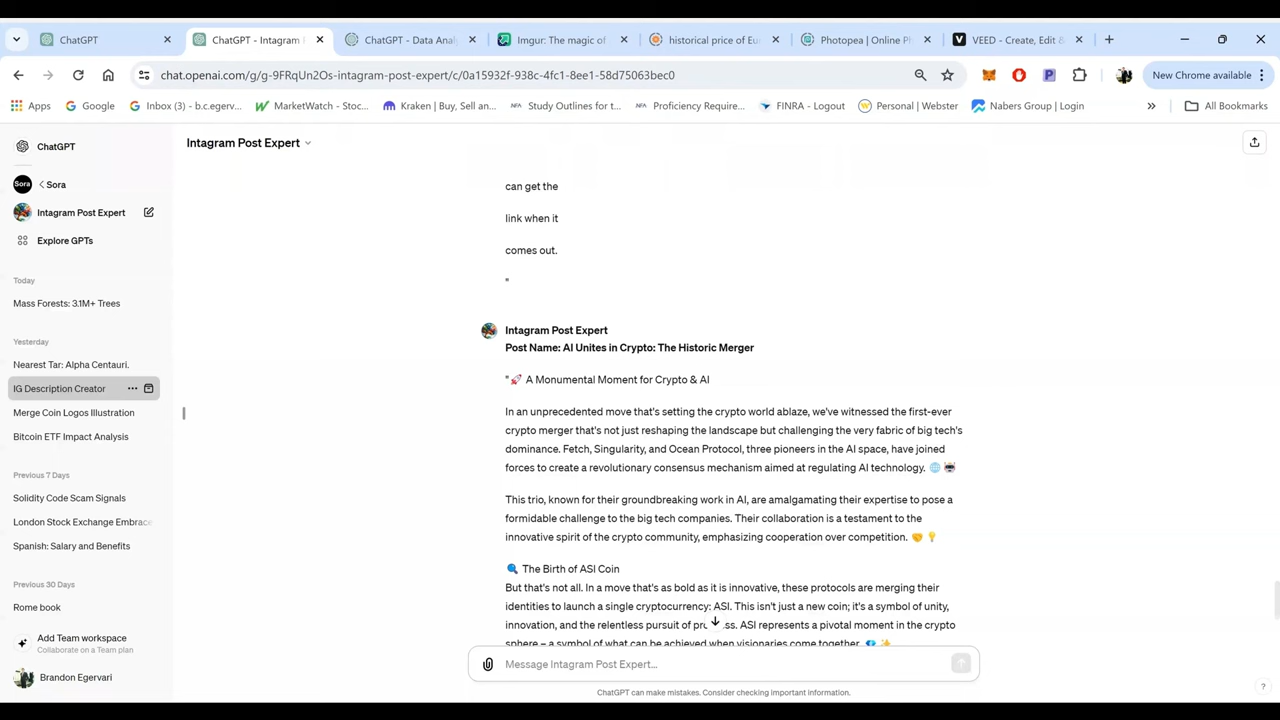 ChatGPT
ChatGPT - Intagram
ChatGPT - Data Anal
Imgur: The magic of
historical price of Eu
Photopea | Online Ph
VEED - Create, Edit &
chat.openai.com/g/g-9FRqUn2Os-intagram-post-expert/c/0a15932f-938c-4fc1-8ee1-58d75063bec0
New Chrome available
Apps
Google
Inbox (3) - b.c.egerv...
MarketWatch - Stoc...
Kraken | Buy, Sell an...
Study Outlines for t...
Proficiency Require...
FINRA - Logout
Personal | Webster
Nabers Group | Login
All Bookmarks
ChatGPT
Sora
Sora
Intagram Post Expert
Explore GPTs
Today
Mass Forests: 3.1M+ Trees
Yesterday
Nearest Tar: Alpha Centauri.
IG Description Creator
Merge Coin Logos Illustration
Bitcoin ETF Impact Analysis
Previous 7 Days
Solidity Code Scam Signals
London Stock Exchange Embrace
Spanish: Salary and Benefits
Previous 30 Days
Rome book
Add Team workspace
Collaborate on a Team plan
Brandon Egervari
Intagram Post Expert
can get the
link when it
comes out.
"
Intagram Post Expert
Post Name: AI Unites in Crypto: The Historic Merger
"🚀 A Monumental Moment for Crypto & AI
In an unprecedented move that's setting the crypto world ablaze, we've witnessed the first-ever
crypto merger that's not just reshaping the landscape but challenging the very fabric of big tech's
dominance. Fetch, Singularity, and Ocean Protocol, three pioneers in the AI space, have joined
forces to create a revolutionary consensus mechanism aimed at regulating AI technology. 🌐 🤖
This trio, known for their groundbreaking work in AI, are amalgamating their expertise to pose a
formidable challenge to the big tech companies. Their collaboration is a testament to the
innovative spirit of the crypto community, emphasizing cooperation over competition. 🤝 💡
🔍 The Birth of ASI Coin
But that's not all. In a move that's as bold as it is innovative, these protocols are merging their
identities to launch a single cryptocurrency: ASI. This isn't just a new coin; it's a symbol of unity,
innovation, and the relentless pursuit of pr ss. ASI represents a pivotal moment in the crypto
sphere – a symbol of what can be achieved when visionaries come together. 💎 ✨
Message Intagram Post Expert...
ChatGPT can make mistakes. Consider checking important information.
?